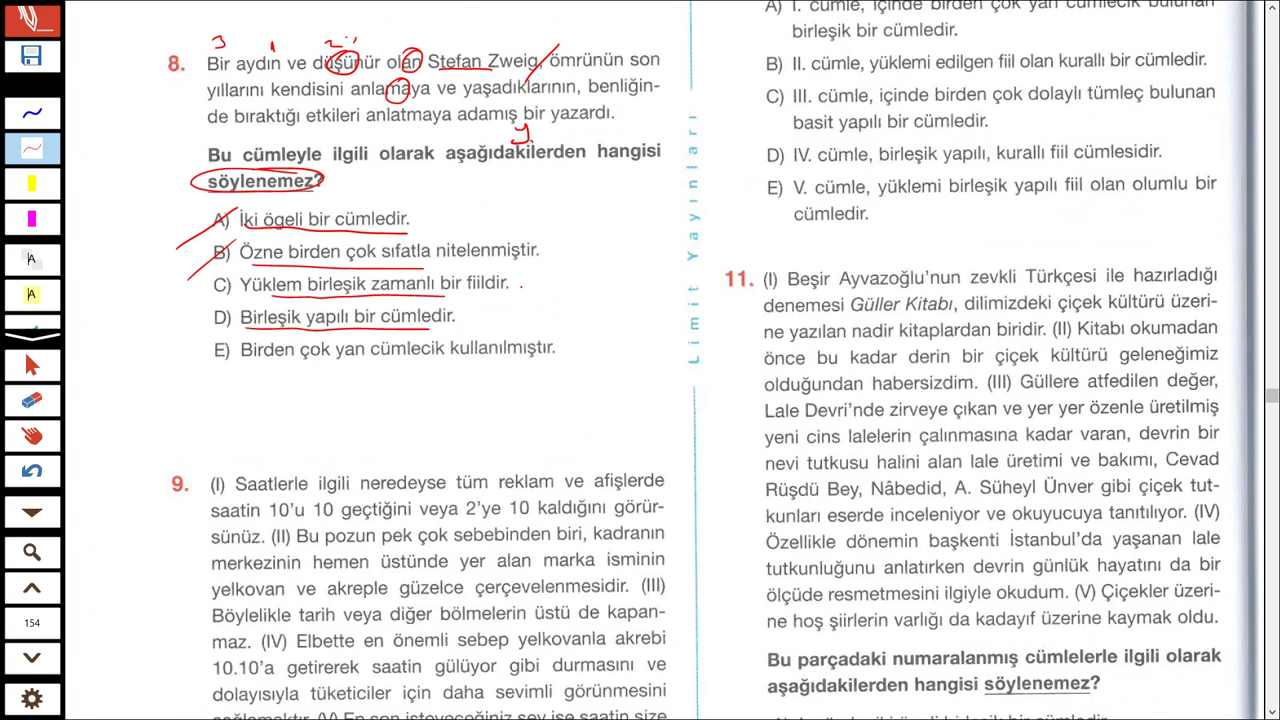 8. Bir aydın ve düşünür olan Stefan Zweig, ömrünün son
yıllarını kendisini anlamaya ve yaşadıklarının, benliğin-
de bıraktığı etkileri anlatmaya adamış bir yazardı.
Bu cümleyle ilgili olarak aşağıdakilerden hangisi
söylenemez?
A) İki ögeli bir cümledir.
B) Özne birden çok sıfatla nitelenmiştir.
C) Yüklem birleşik zamanlı bir fiildir.
D) Birleşik yapılı bir cümledir.
E) Birden çok yan cümlecik kullanılmıştır.
9. (I) Saatlerle ilgili neredeyse tüm reklam ve afişlerde
saatin 10'u 10 geçtiğini veya 2'ye 10 kaldığını görür-
sünüz. (II) Bu pozun pek çok sebebinden biri, kadranın
merkezinin hemen üstünde yer alan marka isminin
yelkovan ve akreple güzelce çerçevelenmesidir. (III)
Böylelikle tarih veya diğer bölmelerin üstü de kapan-
maz. (IV) Elbette en önemli sebep yelkovanla akrebi
10.10'a getirerek saatin gülüyor gibi durmasını ve
dolayısıyla tüketiciler için daha sevimli görünmesini
sağlamaktır. (V) En son isteyeceğiniz şey ise saatin size
Limit Yayınları
A) I. cümle, içinde birden çok yan cümlecik bulunan
birleşik bir cümledir.
B) II. cümle, yüklemi edilgen fiil olan kurallı bir cümledir.
C) III. cümle, içinde birden çok dolaylı tümleç bulunan
basit yapılı bir cümledir.
D) IV. cümle, birleşik yapılı, kurallı fiil cümlesidir.
E) V. cümle, yüklemi birleşik yapılı fiil olan olumlu bir
cümledir.
11. (I) Beşir Ayvazoğlu'nun zevkli Türkçesi ile hazırladığı
denemesi Güller Kitabı, dilimizdeki çiçek kültürü üzeri-
ne yazılan nadir kitaplardan biridir. (II) Kitabı okumadan
önce bu kadar derin bir çiçek kültürü geleneğimiz
olduğundan habersizdim. (III) Güllere atfedilen değer,
Lale Devri'nde zirveye çıkan ve yer yer özenle üretilmiş
yeni cins lalelerin çalınmasına kadar varan, devrin bir
nevi tutkusu halini alan lale üretimi ve bakımı, Cevad
Rüşdü Bey, Nâbedid, A. Süheyl Ünver gibi çiçek tut-
kunları eserde inceleniyor ve okuyucuya tanıtılıyor. (IV)
Özellikle dönemin başkenti İstanbul'da yaşanan lale
tutkunluğunu anlatırken devrin günlük hayatını da bir
ölçüde resmetmesini ilgiyle okudum. (V) Çiçekler üzeri-
ne hoş şiirlerin varlığı da kadayıf üzerine kaymak oldu.
Bu parçadaki numaralanmış cümlelerle ilgili olarak
aşağıdakilerden hangisi söylenemez?
3 1 2
y
A
A
154